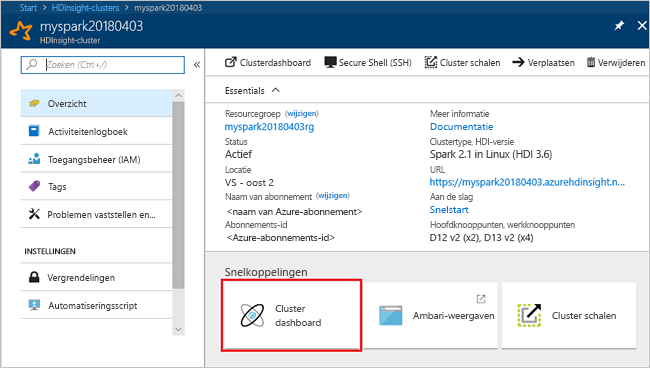 Start > HDInsight-clusters > myspark20180403
myspark20180403
HDInsight-cluster
Zoeken (Ctrl+/)
Overzicht
Activiteitenlogboek
Toegangsbeheer (IAM)
Tags
Problemen vaststellen en...
INSTELLINGEN
Vergrendelingen
Automatiseringsscript
Clusterdashboard Secure Shell (SSH) Cluster schalen Verplaatsen Verwijderen
Essentials
Resourcegroep (wijzigen)
myspark20180403rg
Status
Actief
Locatie
VS - oost 2
Naam van abonnement (wijzigen)
<naam van Azure-abonnement>
Abonnements-id
<Azure-abonnements-id>
Meer informatie
Documentatie
Clustertype, HDI-versie
Spark 2.1 in Linux (HDI 3.6)
URL
https://myspark20180403.azurehdinsight.n...
Aan de slag
Snelstart
Hoofdknooppunten, werkknooppunten
D12 v2 (x2), D13 v2 (x4)
Snelkoppelingen
Cluster
dashboard
Ambari-weergaven
Cluster schalen